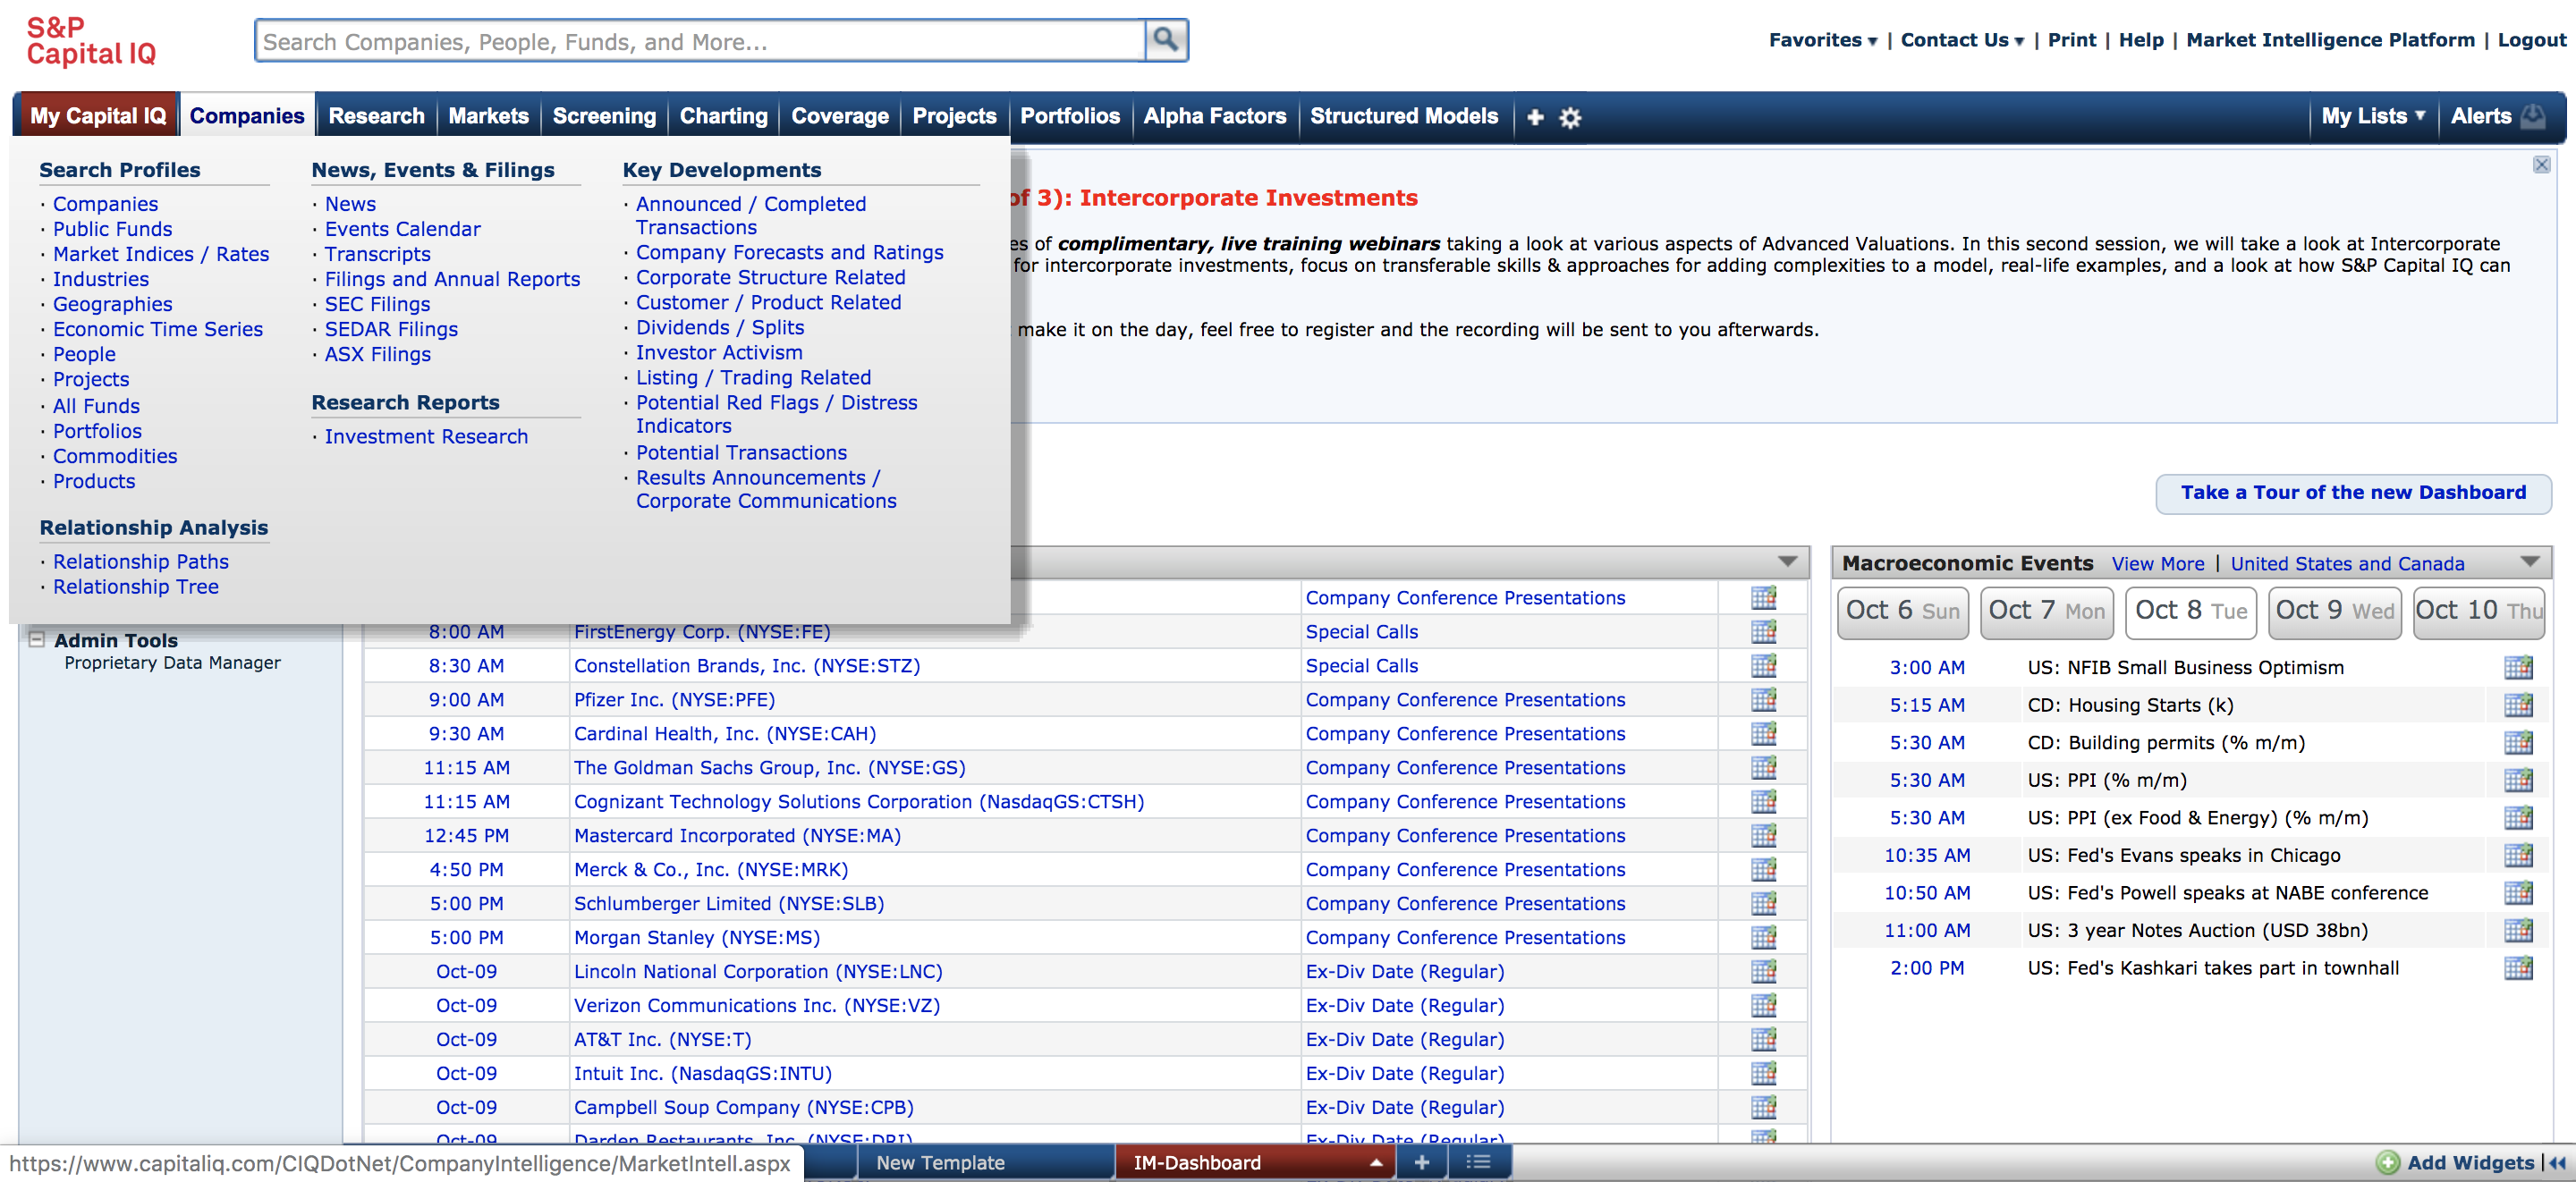 S&P
Capital IQ
Search Companies, People, Funds, and More...
Favorites | Contact Us | Print | Help | Market Intelligence Platform | Logout
My Capital IQ Companies Research Markets Screening Charting Coverage Projects Portfolios Alpha Factors Structured Models My Lists Alerts
Search Profiles
· Companies
· Public Funds
· Market Indices / Rates
· Industries
· Geographies
· Economic Time Series
· People
· Projects
· All Funds
· Portfolios
· Commodities
· Products
Relationship Analysis
· Relationship Paths
· Relationship Tree
News, Events & Filings
· News
· Events Calendar
· Transcripts
· Filings and Annual Reports
· SEC Filings
· SEDAR Filings
· ASX Filings
Research Reports
· Investment Research
Key Developments
· Announced / Completed
Transactions
· Company Forecasts and Ratings
· Corporate Structure Related
· Customer / Product Related
· Dividends / Splits
· Investor Activism
· Listing / Trading Related
· Potential Red Flags / Distress
Indicators
· Potential Transactions
· Results Announcements /
Corporate Communications
of 3): Intercorporate Investments
es of complimentary, live training webinars taking a look at various aspects of Advanced Valuations. In this second session, we will take a look at Intercorporate
for intercorporate investments, focus on transferable skills & approaches for adding complexities to a model, real-life examples, and a look at how S&P Capital IQ can
make it on the day, feel free to register and the recording will be sent to you afterwards.
Take a Tour of the new Dashboard
Admin Tools
Proprietary Data Manager
Company Conference Presentations
8:00 AM FirstEnergy Corp. (NYSE:FE) Special Calls
8:30 AM Constellation Brands, Inc. (NYSE:STZ) Special Calls
9:00 AM Pfizer Inc. (NYSE:PFE) Company Conference Presentations
9:30 AM Cardinal Health, Inc. (NYSE:CAH) Company Conference Presentations
11:15 AM The Goldman Sachs Group, Inc. (NYSE:GS) Company Conference Presentations
11:15 AM Cognizant Technology Solutions Corporation (NasdaqGS:CTSH) Company Conference Presentations
12:45 PM Mastercard Incorporated (NYSE:MA) Company Conference Presentations
4:50 PM Merck & Co., Inc. (NYSE:MRK) Company Conference Presentations
5:00 PM Schlumberger Limited (NYSE:SLB) Company Conference Presentations
5:00 PM Morgan Stanley (NYSE:MS) Company Conference Presentations
Oct-09 Lincoln National Corporation (NYSE:LNC) Ex-Div Date (Regular)
Oct-09 Verizon Communications Inc. (NYSE:VZ) Ex-Div Date (Regular)
Oct-09 AT&T Inc. (NYSE:T) Ex-Div Date (Regular)
Oct-09 Intuit Inc. (NasdaqGS:INTU) Ex-Div Date (Regular)
Oct-09 Campbell Soup Company (NYSE:CPB) Ex-Div Date (Regular)
Oct-09 Darden Restaurants, Inc. (NYSE:DRI) Ex-Div Date (Regular)
Macroeconomic Events View More | United States and Canada
Oct 6 Sun Oct 7 Mon Oct 8 Tue Oct 9 Wed Oct 10 Thu
3:00 AM US: NFIB Small Business Optimism
5:15 AM CD: Housing Starts (k)
5:30 AM CD: Building permits (% m/m)
5:30 AM US: PPI (% m/m)
5:30 AM US: PPI (ex Food & Energy) (% m/m)
10:35 AM US: Fed's Evans speaks in Chicago
10:50 AM US: Fed's Powell speaks at NABE conference
11:00 AM US: 3 year Notes Auction (USD 38bn)
2:00 PM US: Fed's Kashkari takes part in townhall
https://www.capitaliq.com/CIQDotNet/CompanyIntelligence/MarketIntell.aspx
New Template IM-Dashboard
Add Widgets